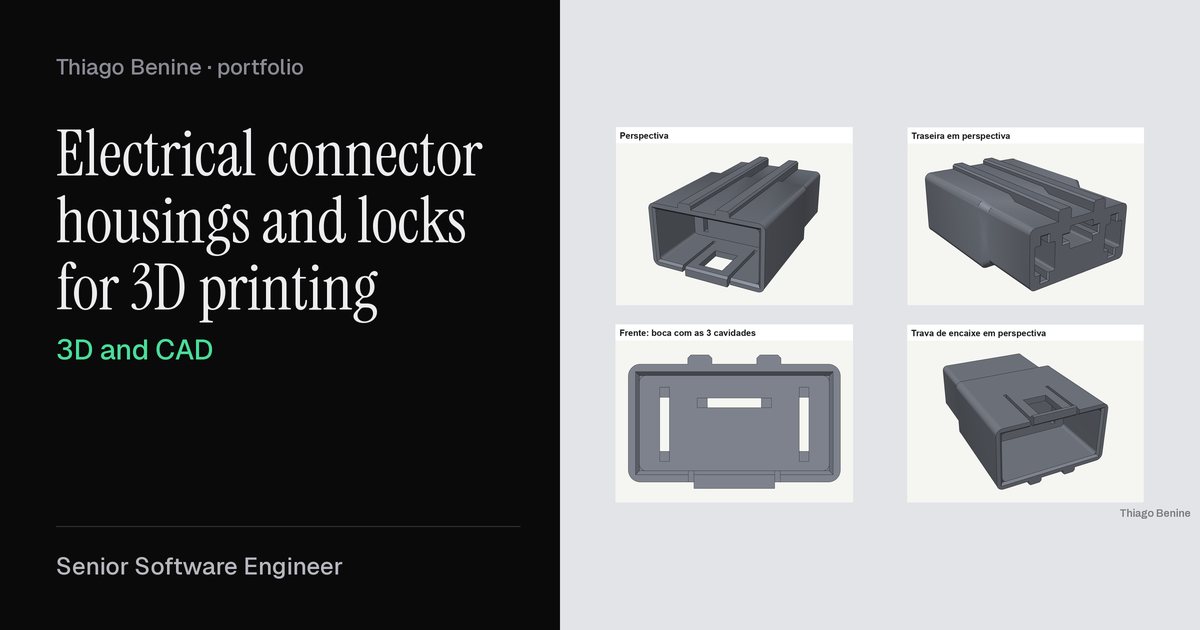 Thiago Benine · portfolio
Electrical connector
housings and locks
for 3D printing
3D and CAD
Senior Software Engineer
Perspectiva
Traseira em perspectiva
Frente: boca com as 3 cavidades
Trava de encaixe em perspectiva
Thiago Benine